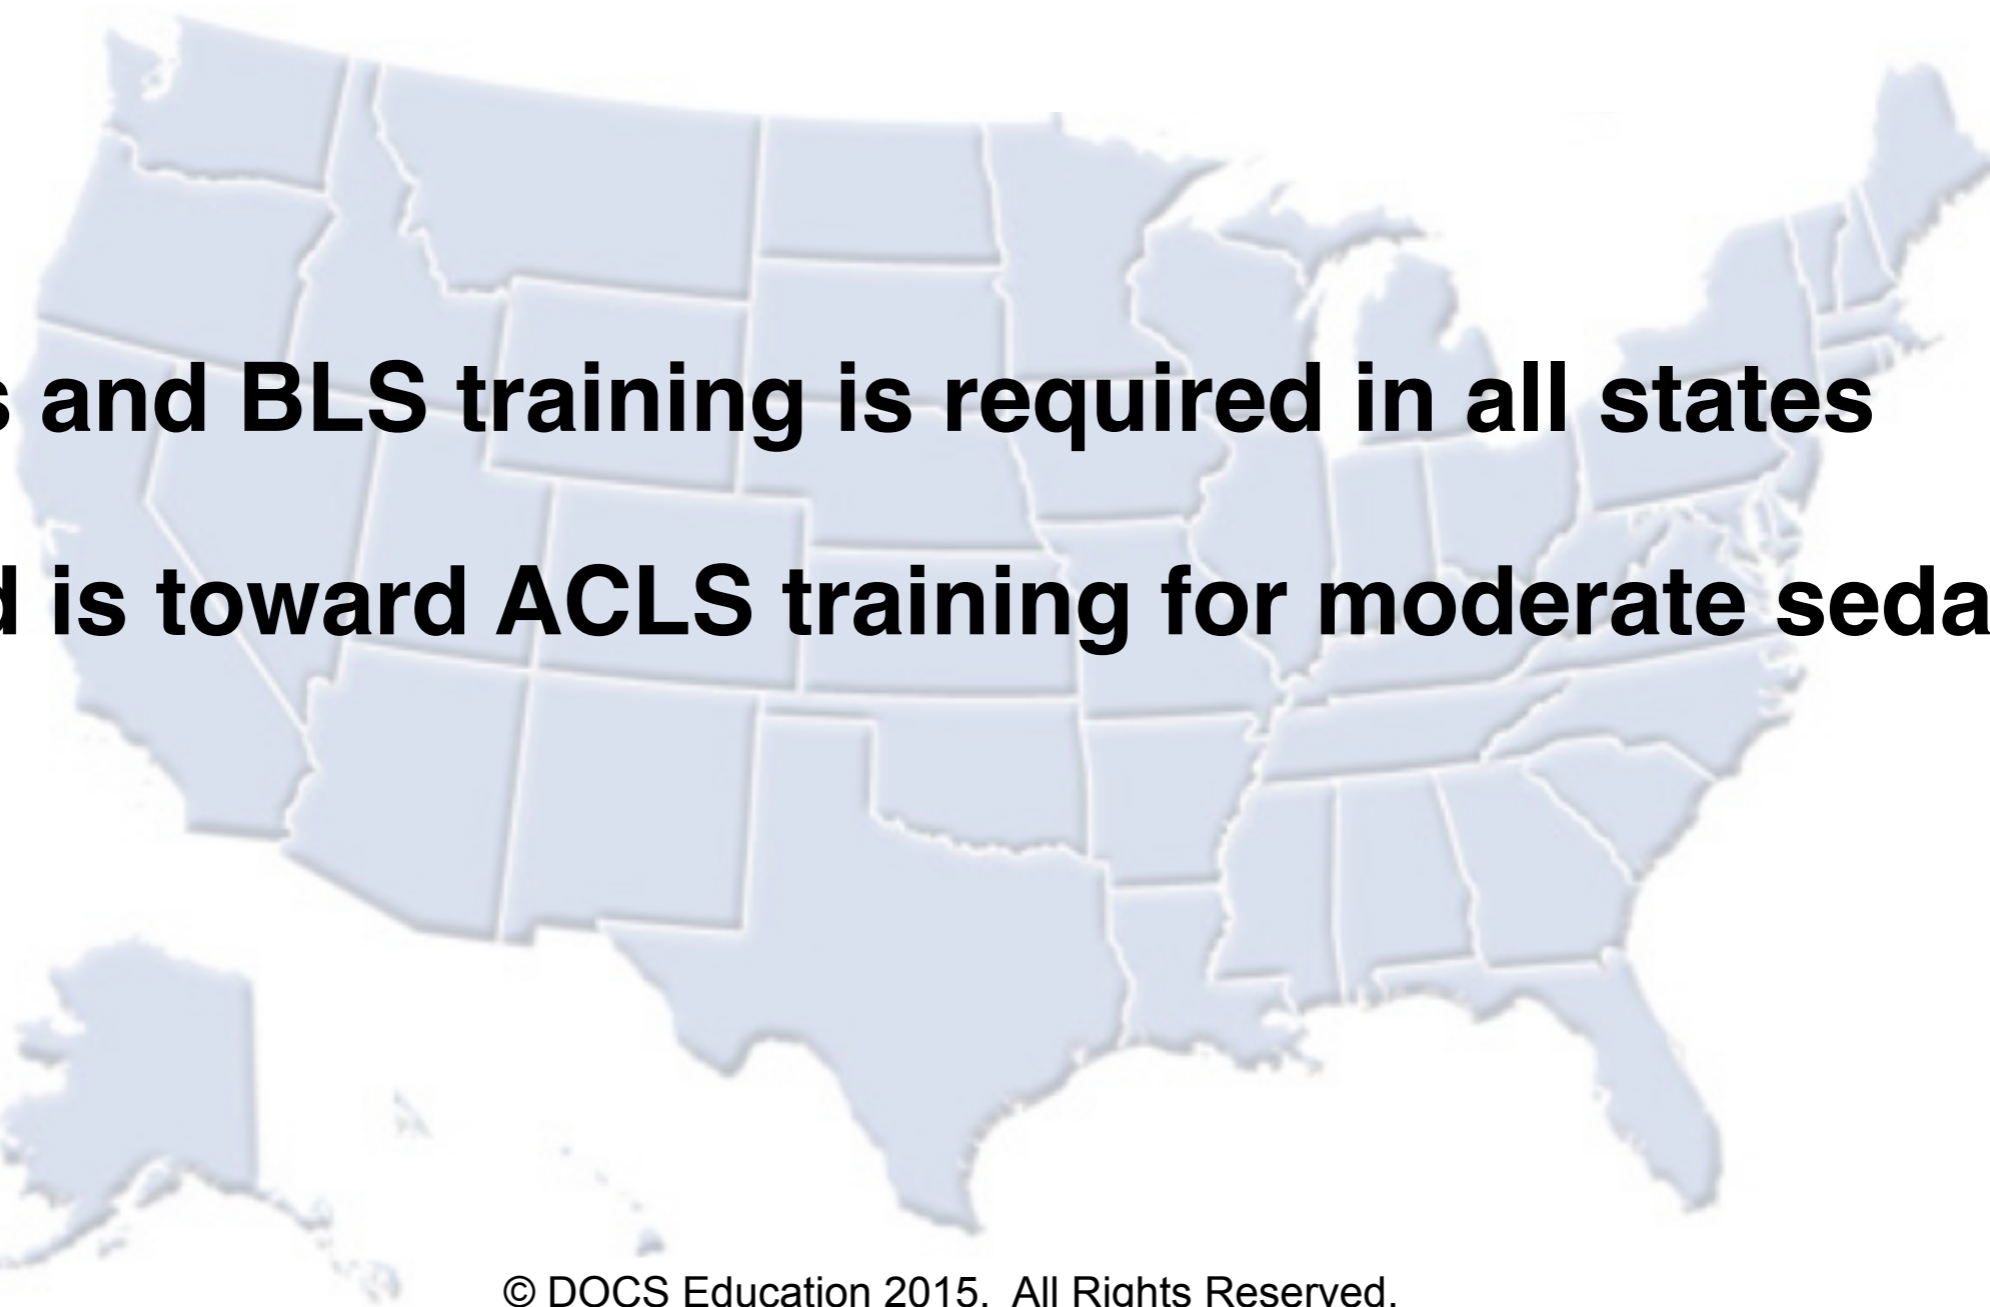 and BLS training is required in all states
is toward ACLS training for moderate
© DOCS Education 2015. All Rights Reserved.